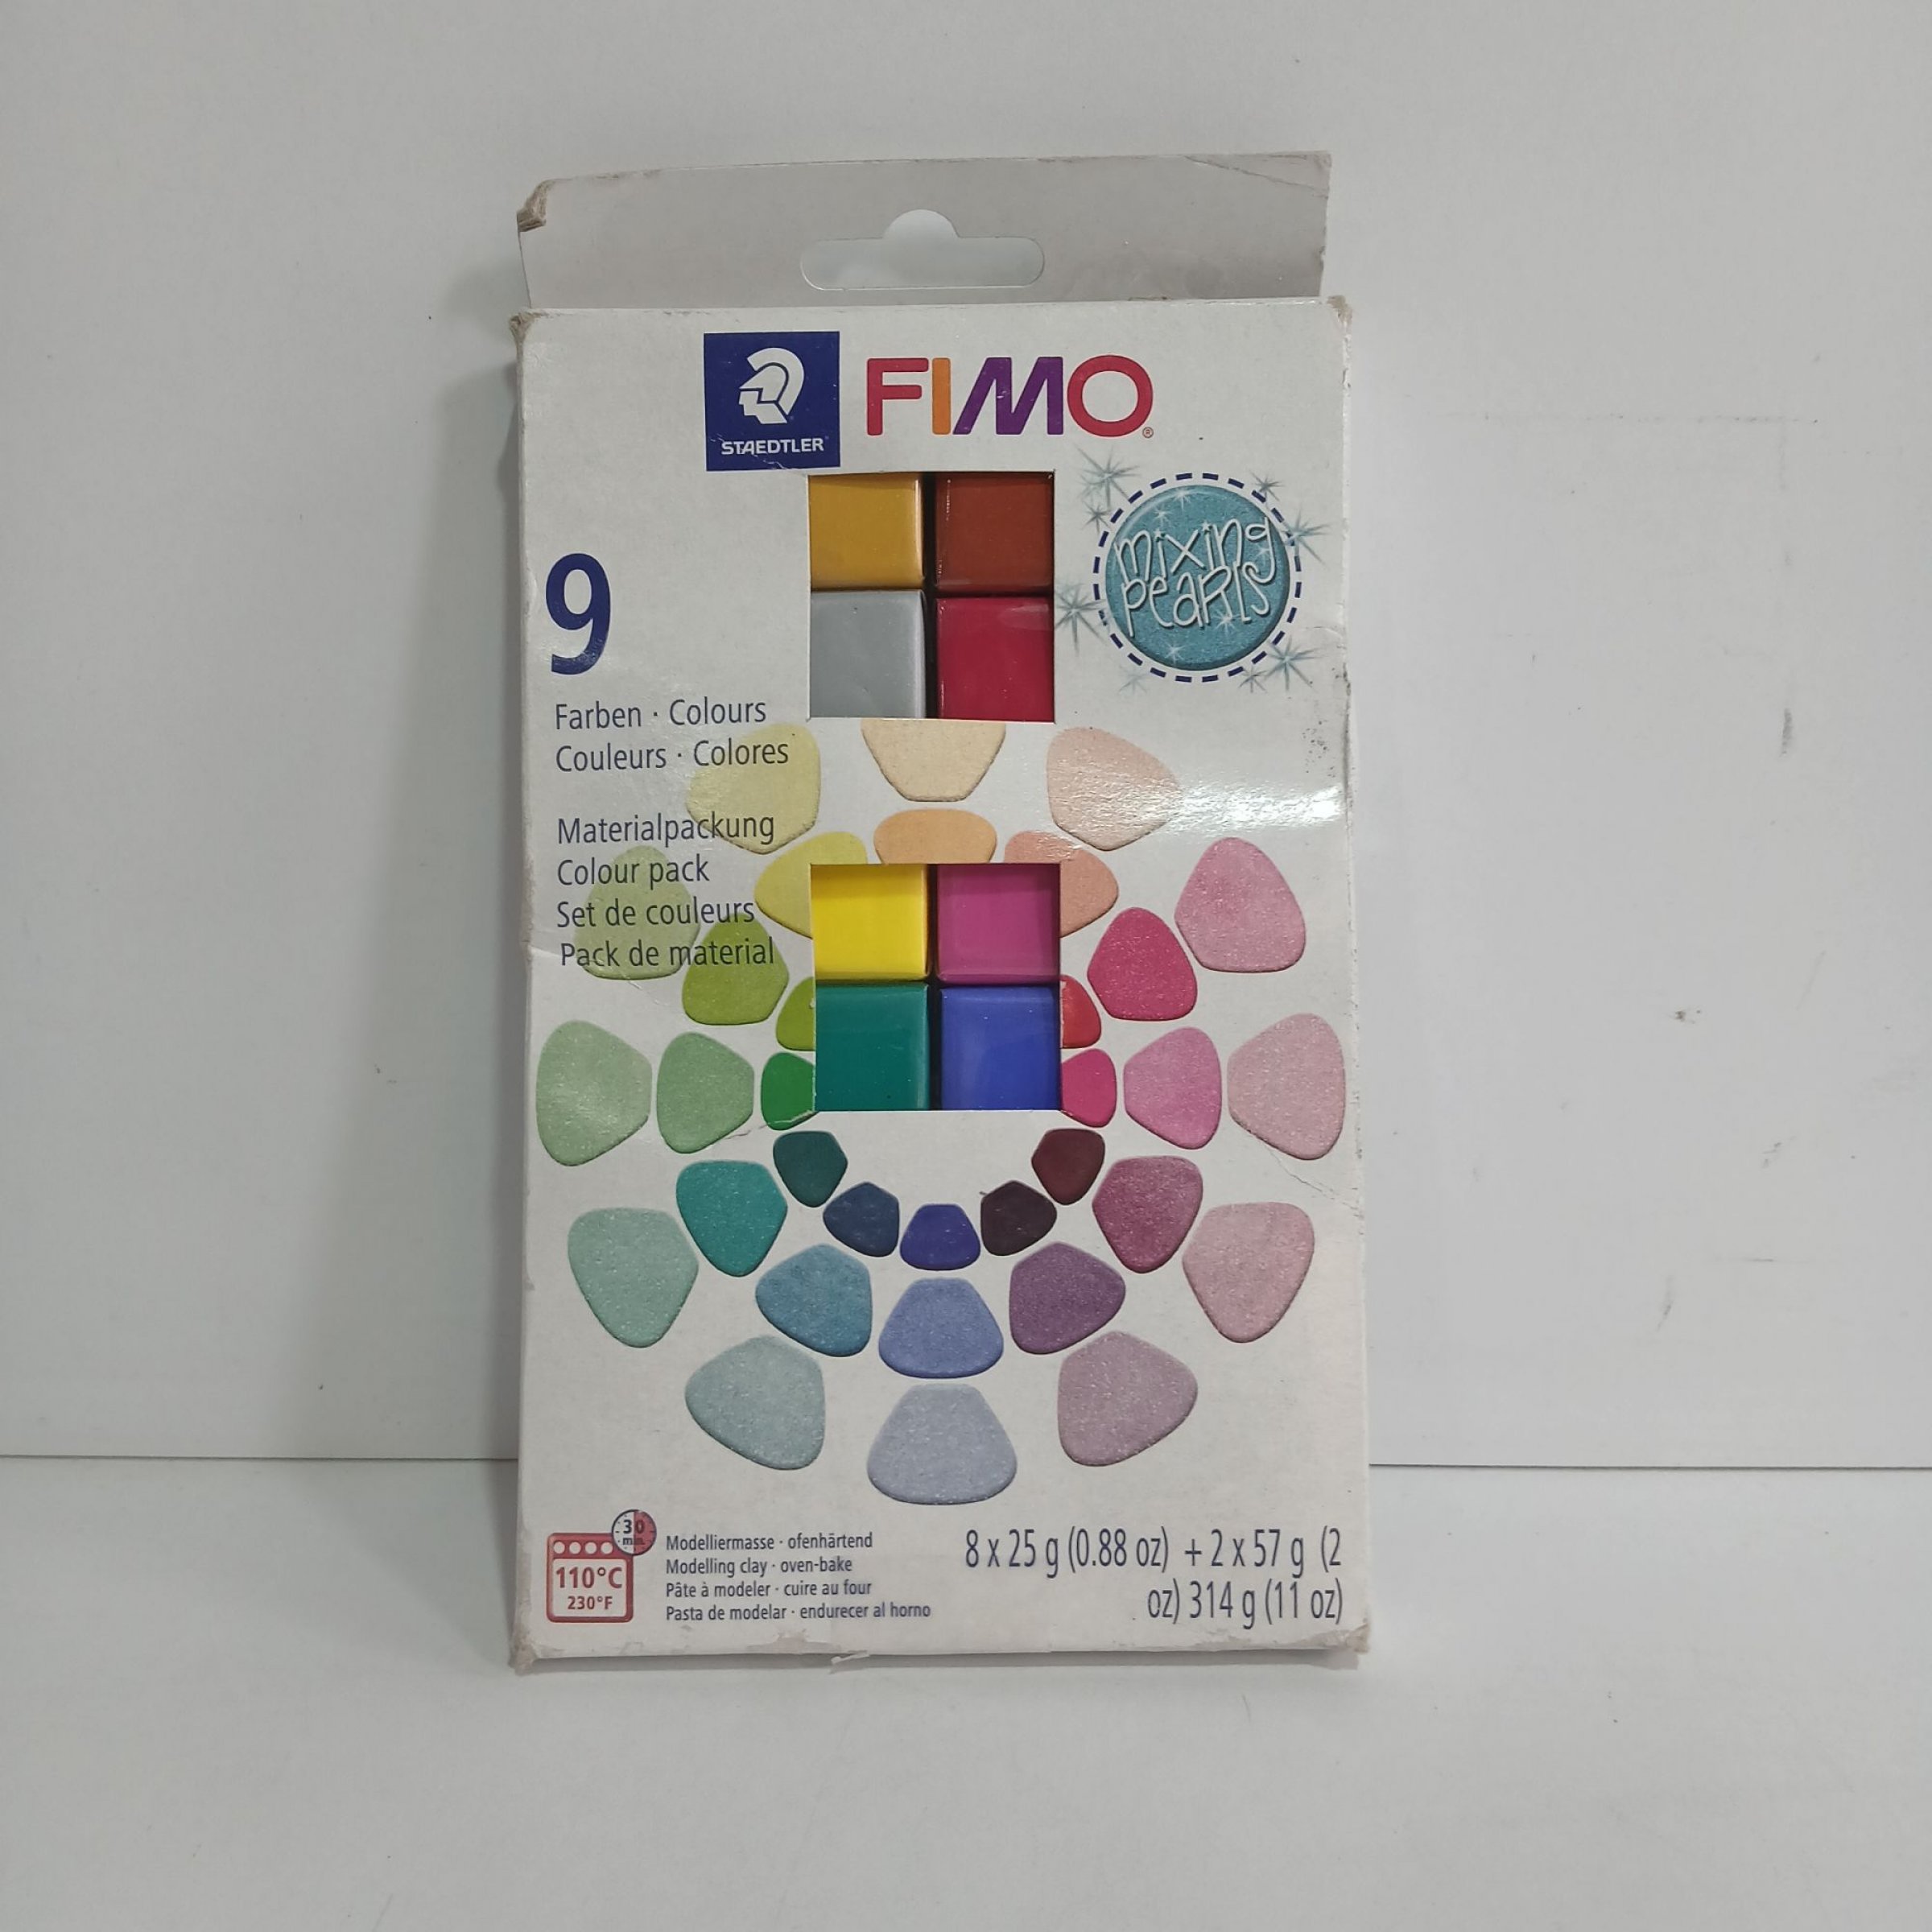 STAEDTLER
FIMO®
mixing
pearls
9
Farben · Colours
Couleurs · Colores
Materialpackung
Colour pack
Set de couleurs
Pack de material
30
min.
110°C
230°F
Modelliermasse · ofenhärtend
Modelling clay · oven-bake
Pâte à modeler · cuire au four
Pasta de modelar · endurecer al horno
8 x 25 g (0.88 oz) + 2 x 57 g (2
oz) 314 g (11 oz)